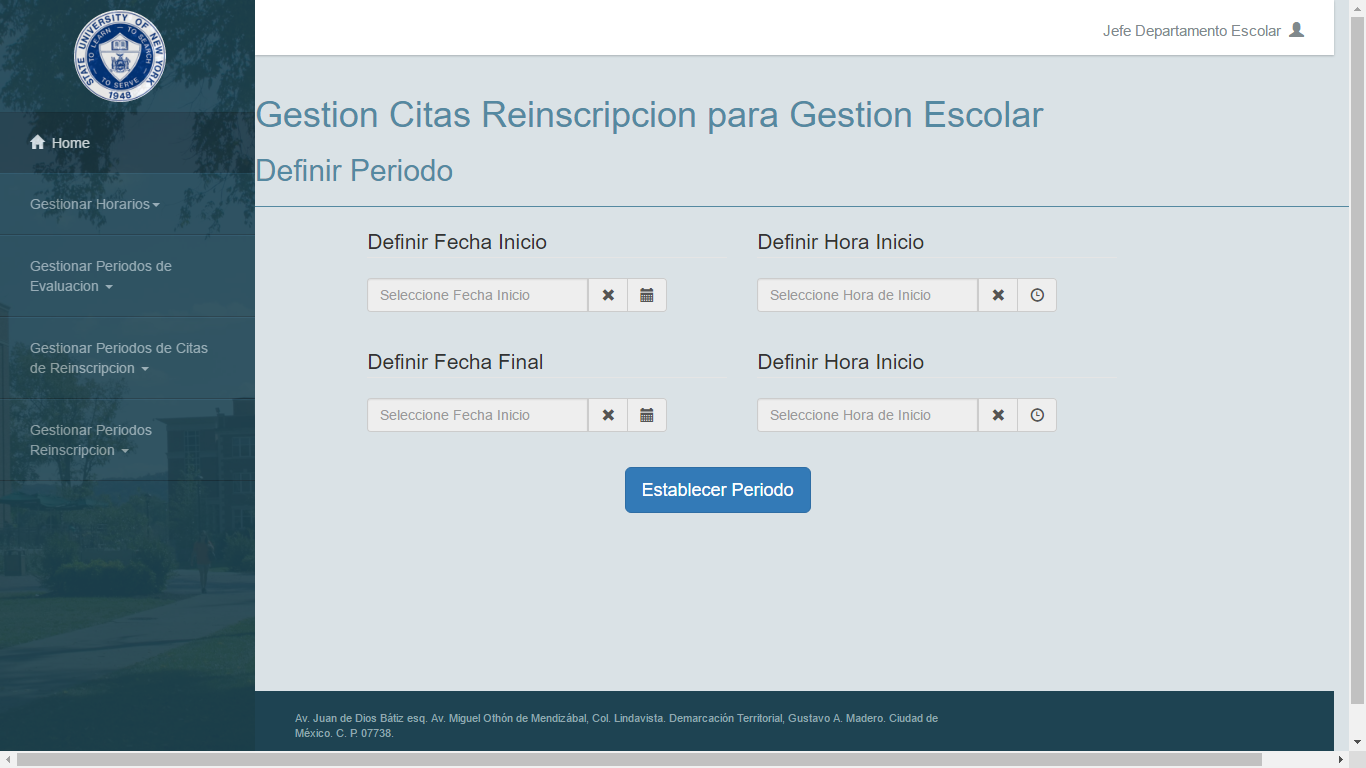 STATE UNIVERSITY OF NEW YORK
TO LEARN - TO SEARCH
TO SERVE
1948
Jefe Departamento Escolar
Home
Gestionar Horarios
Gestionar Periodos de
Evaluacion
Gestionar Periodos de Citas
de Reinscripcion
Gestionar Periodos
Reinscripcion
Gestion Citas Reinscripcion para Gestion Escolar
Definir Periodo
Definir Fecha Inicio
Definir Hora Inicio
Seleccione Fecha Inicio
Seleccione Hora de Inicio
Definir Fecha Final
Definir Hora Inicio
Seleccione Fecha Inicio
Seleccione Hora de Inicio
Establecer Periodo
Av. Juan de Dios Bátiz esq. Av. Miguel Othón de Mendizábal, Col. Lindavista. Demarcación Territorial, Gustavo A. Madero. Ciudad de
México. C. P. 07738.